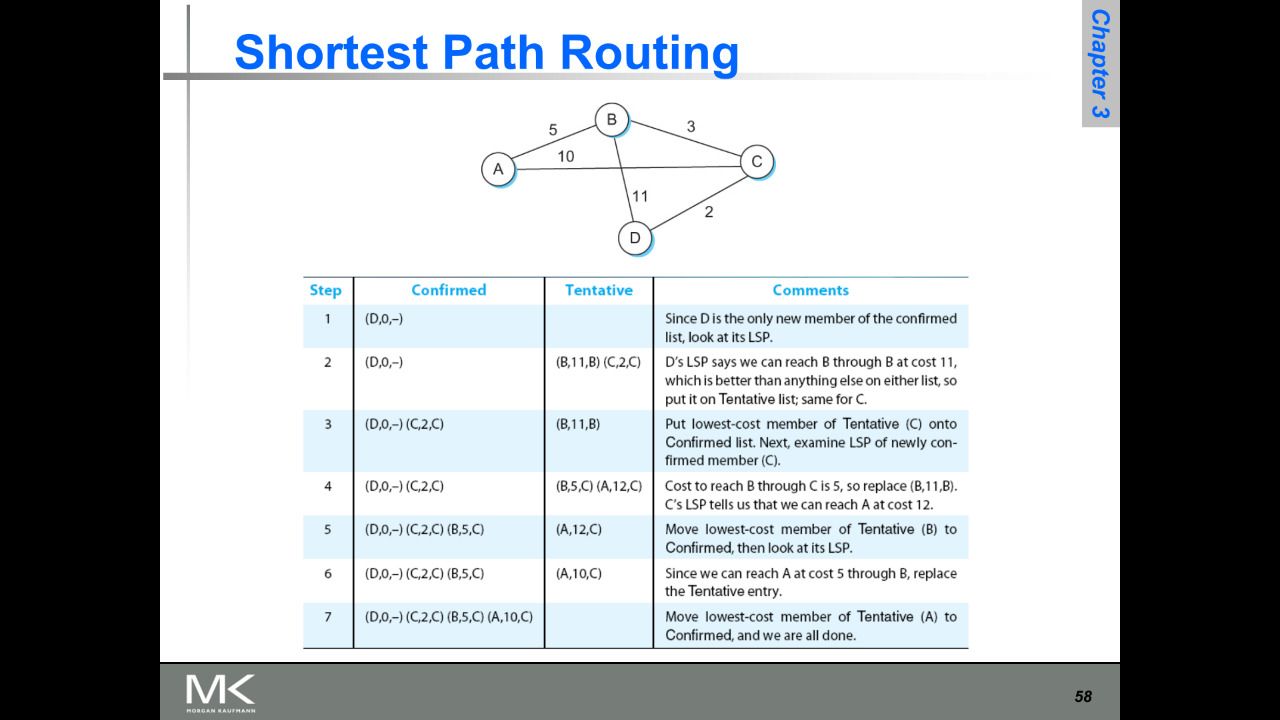 Shortest Path Routing
Chapter 3
B
5
3
10
A
C
11
2
D
Step Confirmed Tentative Comments
1 (D,0,–) Since D is the only new member of the confirmed
list, look at its LSP.
2 (D,0,–) (B,11,B) (C,2,C) D's LSP says we can reach B through B at cost 11,
which is better than anything else on either list, so
put it on Tentative list; same for C.
3 (D,0,–) (C,2,C) (B,11,B) Put lowest-cost member of Tentative (C) onto
Confirmed list. Next, examine LSP of newly con-
firmed member (C).
4 (D,0,–) (C,2,C) (B,5,C) (A,12,C) Cost to reach B through C is 5, so replace (B,11,B).
C's LSP tells us that we can reach A at cost 12.
5 (D,0,–) (C,2,C) (B,5,C) (A,12,C) Move lowest-cost member of Tentative (B) to
Confirmed, then look at its LSP.
6 (D,0,–) (C,2,C) (B,5,C) (A,10,C) Since we can reach A at cost 5 through B, replace
the Tentative entry.
7 (D,0,–) (C,2,C) (B,5,C) (A,10,C) Move lowest-cost member of Tentative (A) to
Confirmed, and we are all done.
MK
MORGAN KAUFMANN
58